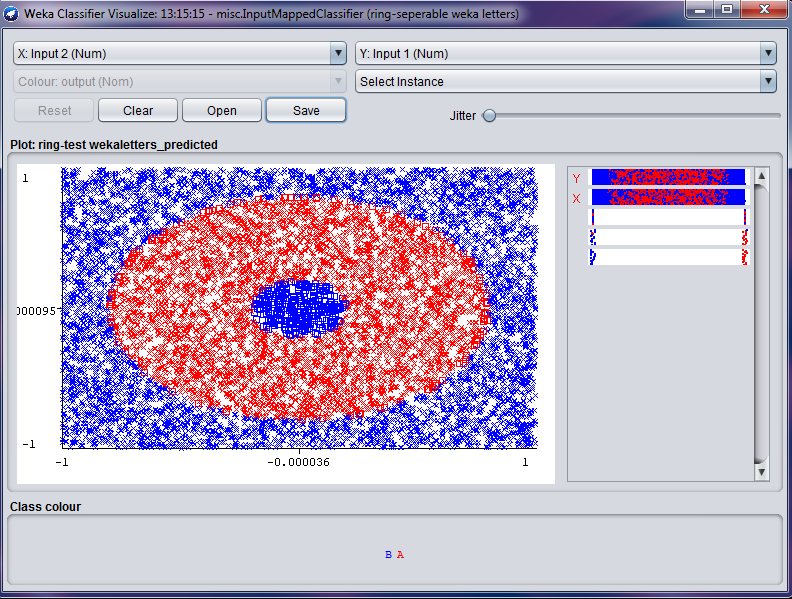 Weka Classifier Visualize: 13:15:15 - misc.InputMappedClassifier (ring-seperable weka letters)
X: Input 2 (Num) Y: Input 1 (Num)
Colour: output (Nom) Select Instance
Reset Clear Open Save Jitter
Plot: ring-test wekaletters_predicted
1
000095
-1
-1 -0.000036 1
Y
X
Class colour
B A